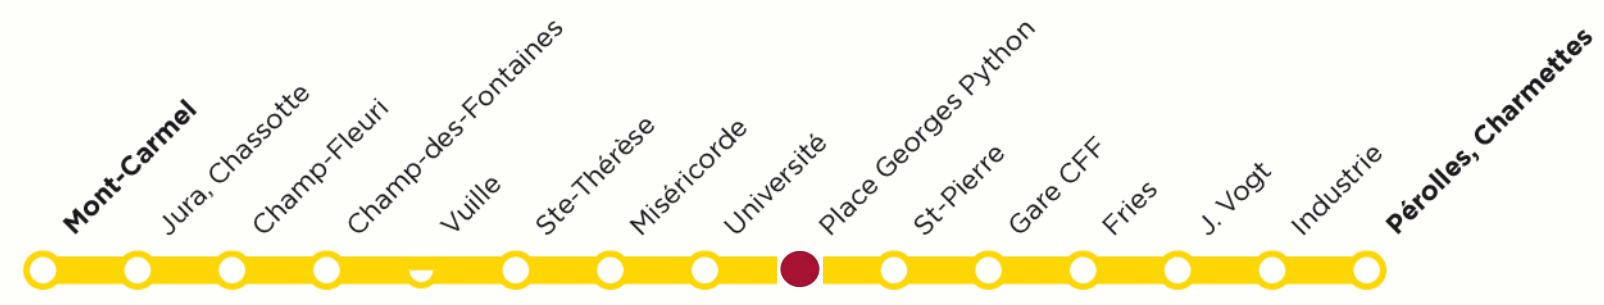 Mont-Carmel
Jura, Chassotte
Champ-Fleuri
Champ-des-Fontaines
Vuille
Ste-Thérèse
Miséricorde
Université
Place Georges Python
St-Pierre
Gare CFF
Fries
J. Vogt
Industrie
Pérolles, Charmettes